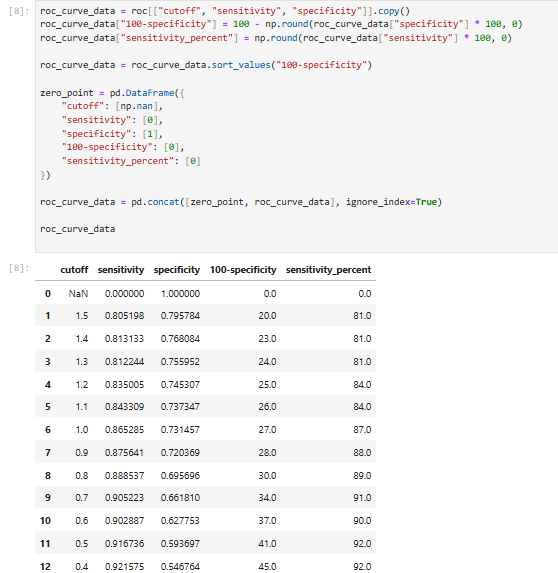 [8]: roc_curve_data = roc[["cutoff", "sensitivity", "specificity"]].copy()
roc_curve_data["100-specificity"] = 100 - np.round(roc_curve_data["specificity"] * 100, 0)
roc_curve_data["sensitivity_percent"] = np.round(roc_curve_data["sensitivity"] * 100, 0)
roc_curve_data = roc_curve_data.sort_values("100-specificity")
zero_point = pd.DataFrame({
"cutoff": [np.nan],
"sensitivity": [0],
"specificity": [1],
"100-specificity": [0],
"sensitivity_percent": [0]
})
roc_curve_data = pd.concat([zero_point, roc_curve_data], ignore_index=True)
roc_curve_data
[8]: cutoff sensitivity specificity 100-specificity sensitivity_percent
0 NaN 0.000000 1.000000 0.0 0.0
1 1.5 0.805198 0.795784 20.0 81.0
2 1.4 0.813133 0.768084 23.0 81.0
3 1.3 0.812244 0.755952 24.0 81.0
4 1.2 0.835005 0.745307 25.0 84.0
5 1.1 0.843309 0.737347 26.0 84.0
6 1.0 0.865285 0.731457 27.0 87.0
7 0.9 0.875641 0.720369 28.0 88.0
8 0.8 0.888537 0.695696 30.0 89.0
9 0.7 0.905223 0.661810 34.0 91.0
10 0.6 0.902887 0.627753 37.0 90.0
11 0.5 0.916736 0.593697 41.0 92.0
12 0.4 0.921575 0.546764 45.0 92.0